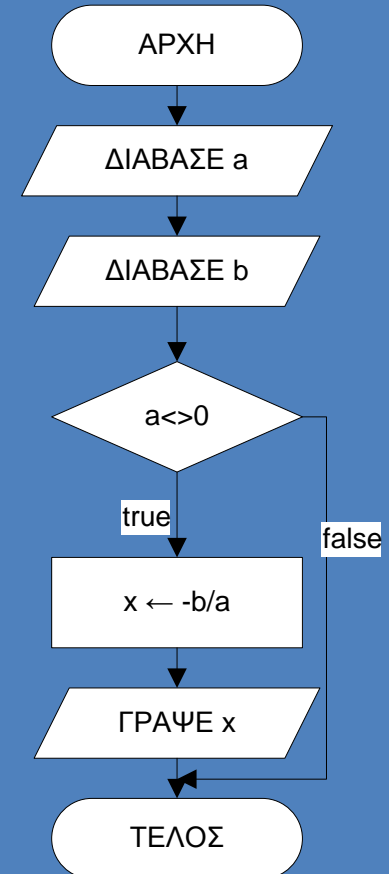 ΑΡΧΗ
ΔΙΑΒΑΣΕ a
ΔΙΑΒΑΣΕ b
a<>0
true
false
x ← -b/a
ΓΡΑΨΕ x
ΤΕΛΟΣ